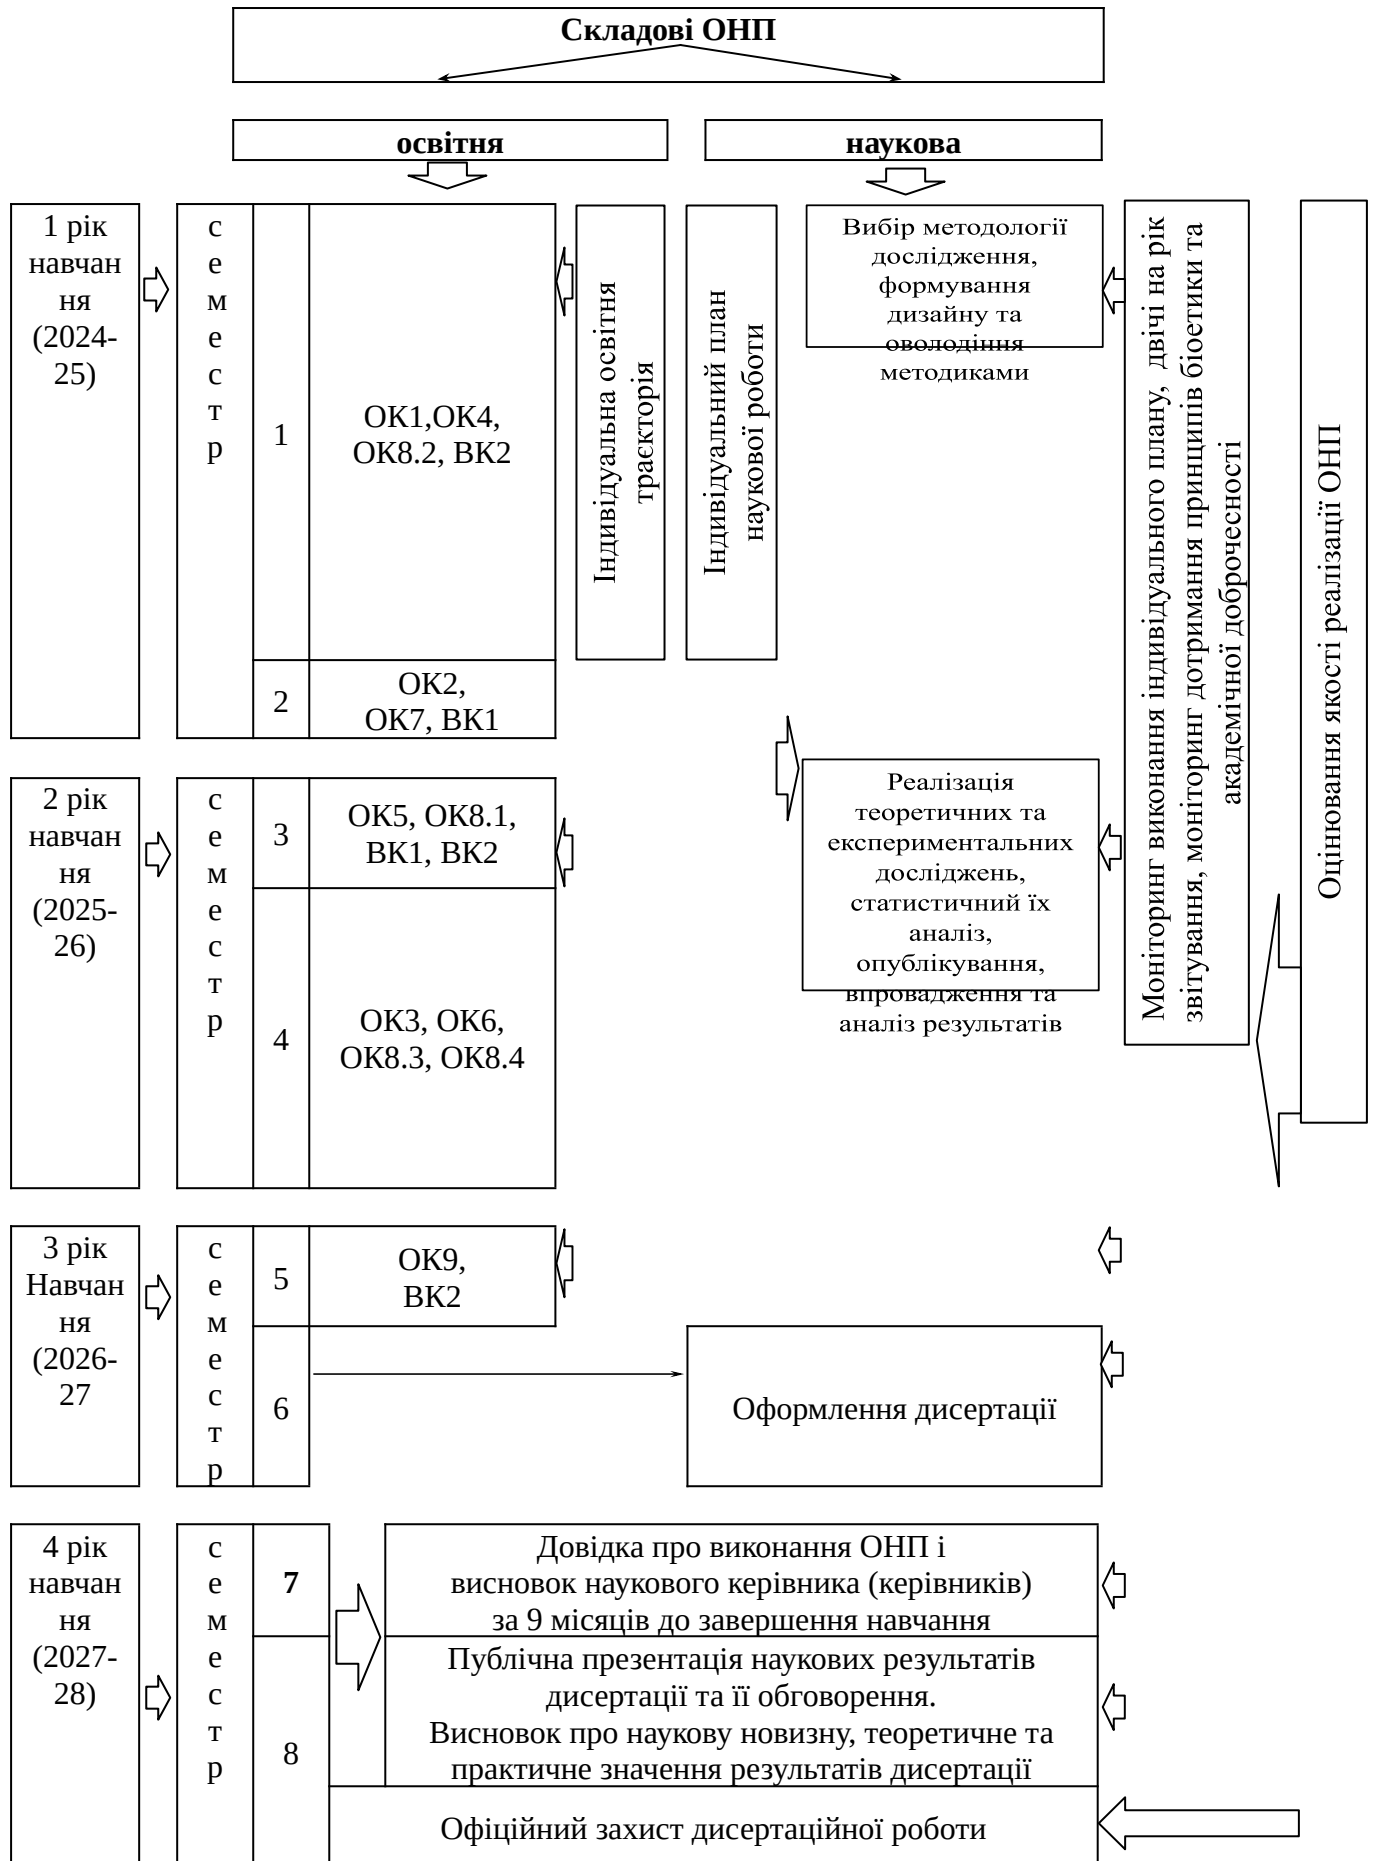 Складові ОНП
освітня
наукова
1 рік
навчан
ня
(2024-
25)
с
е
м
е
с
т
р
1
ОК1,ОК4,
ОК8.2, ВК2
2
ОК2,
ОК7, ВК1
Індивідуальна освітня
траєкторія
Індивідуальний план
наукової роботи
Вибір методології
дослідження,
формування
дизайну та
оволодіння
методиками
Моніторинг виконання індивідуального плану, двічі на рік
звітування, моніторинг дотримання принципів біоетики та
академічної доброчесності
Оцінювання якості реалізації ОНП
2 рік
навчан
ня
(2025-
26)
с
е
м
е
с
т
р
3
ОК5, ОК8.1,
ВК1, ВК2
4
ОК3, ОК6,
ОК8.3, ОК8.4
Реалізація
теоретичних та
експериментальних
досліджень,
статистичний їх
аналіз,
опублікування,
впровадження та
аналіз результатів
3 рік
Навчан
ня
(2026-
27
с
е
м
е
с
т
р
5
ОК9,
ВК2
6
Оформлення дисертації
4 рік
навчан
ня
(2027-
28)
с
е
м
е
с
т
р
7
Довідка про виконання ОНП і
висновок наукового керівника (керівників)
за 9 місяців до завершення навчання
8
Публічна презентація наукових результатів
дисертації та її обговорення.
Висновок про наукову новизну, теоретичне та
практичне значення результатів дисертації
Офіційний захист дисертаційної роботи